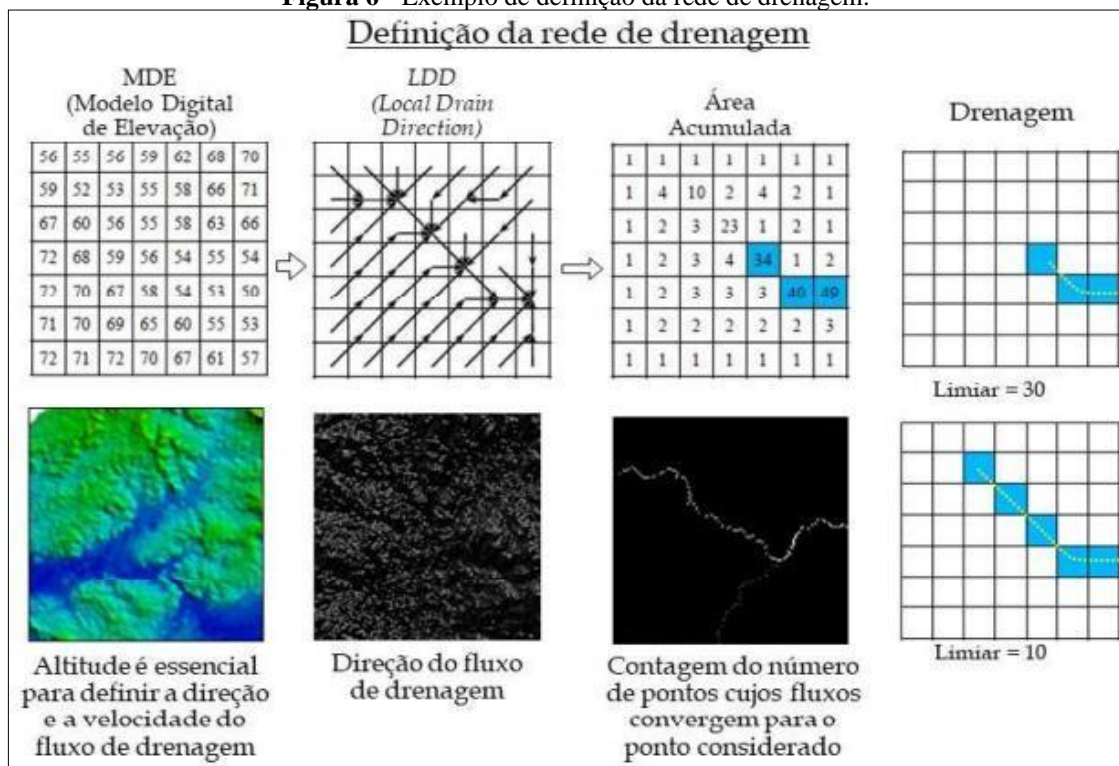 Figura 6 - Exemplo de definição da rede de drenagem.
Definição da rede de drenagem
MDE
(Modelo Digital
de Elevação)
56 55 56 59 62 68 70
59 52 53 55 58 66 71
67 60 56 55 58 63 66
72 68 59 56 54 55 54
72 70 67 58 54 53 50
71 70 69 65 60 55 53
72 71 72 70 67 61 57
LDD
(Local Drain
Direction)
Área
Acumulada
1 1 1 1 1 1 1
1 4 10 2 4 2 1
1 2 3 23 1 2 1
1 2 3 4 34 1 2
1 2 3 3 3 40 49
1 2 2 2 2 2 3
1 1 1 1 1 1 1
Drenagem
Limiar = 30
Limiar = 10
Altitude é essencial
para definir a direção
e a velocidade do
fluxo de drenagem
Direção do fluxo
de drenagem
Contagem do número
de pontos cujos fluxos
convergem para o
ponto considerado